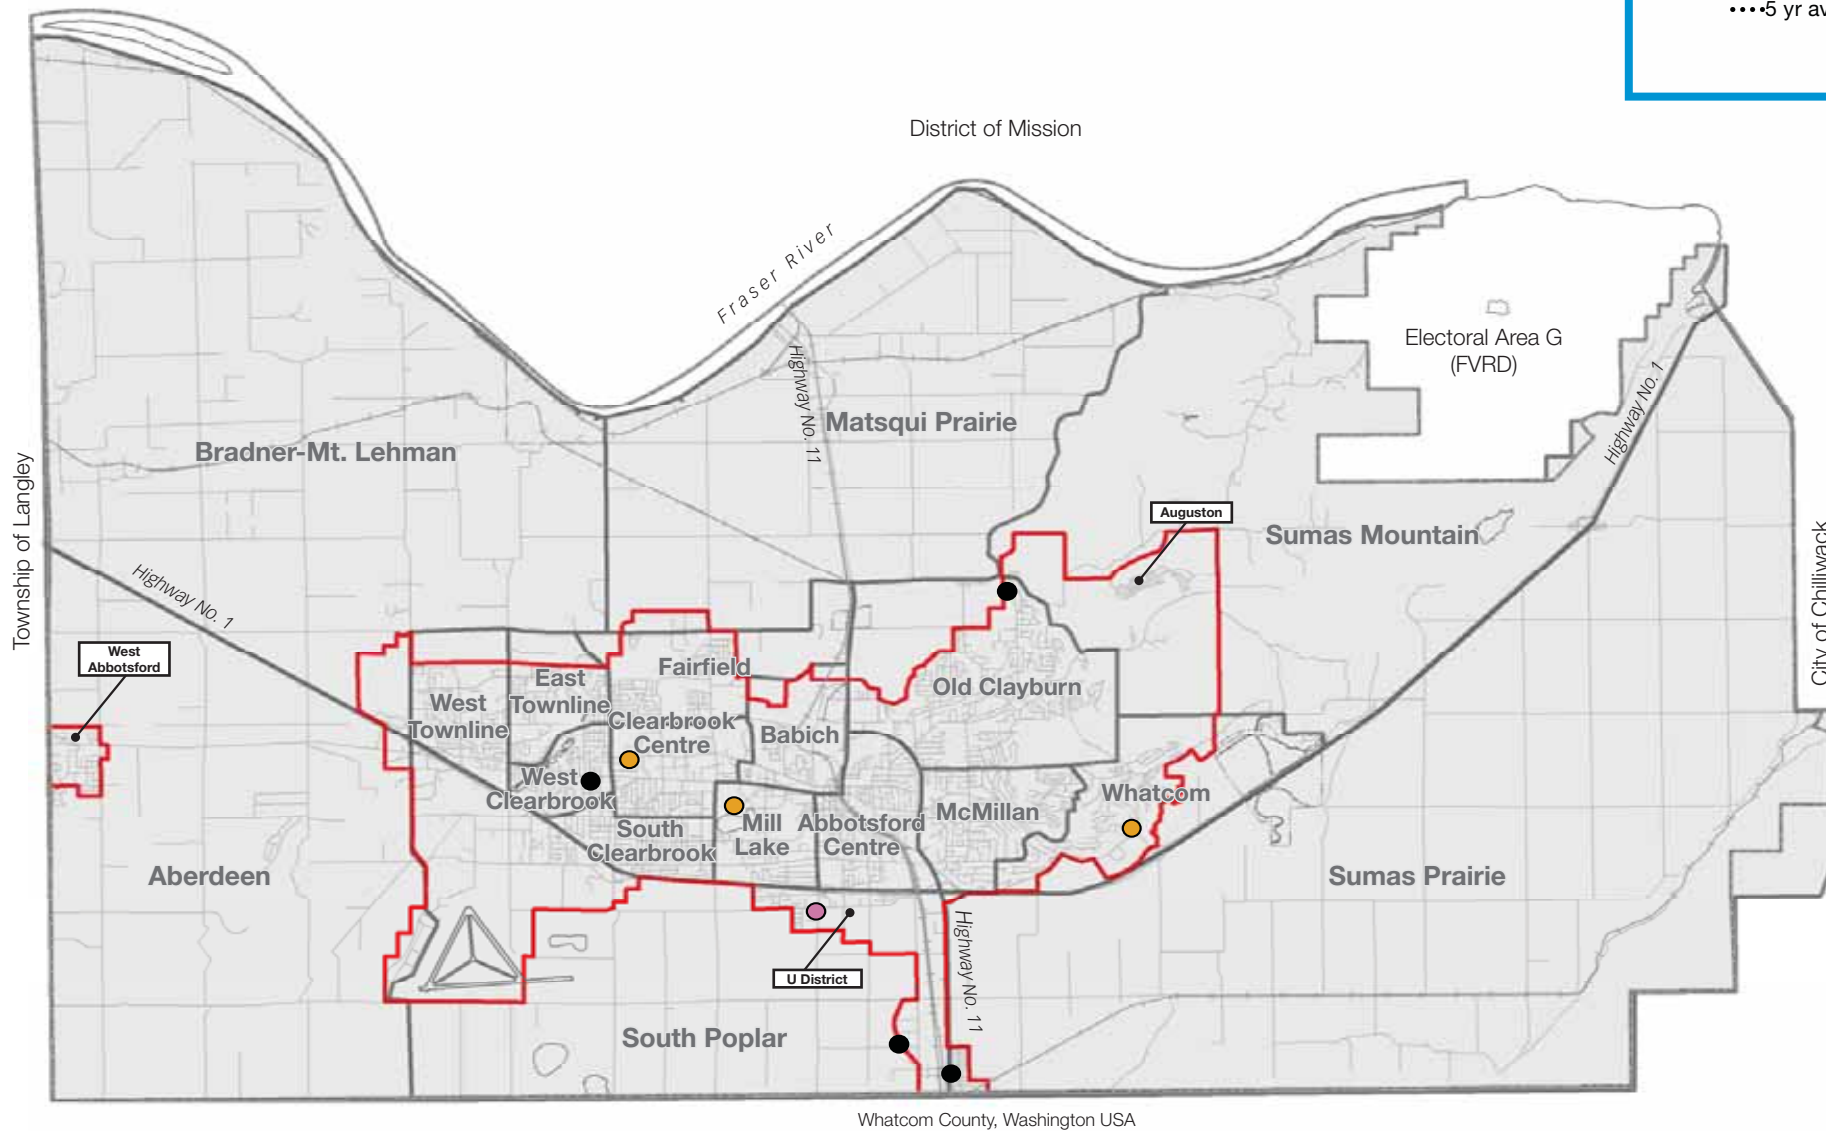 ····5 yr av
District of Mission
Fraser River
Electoral Area G
(FVRD)
Highway No. 1
Highway No. 11
Matsqui Prairie
Bradner-Mt. Lehman
Township of Langley
Auguston
Sumas Mountain
City of Chilliwack
Highway No. 1
West
Abbotsford
Fairfield
East
Townline
West
Townline
Old Clayburn
Clearbrook
Centre
Babich
West
Clearbrook
Whatcom
McMillan
South
Clearbrook
Mill
Lake
Abbotsford
Centre
Aberdeen
Sumas Prairie
U District
Highway No. 11
South Poplar
Whatcom County, Washington USA